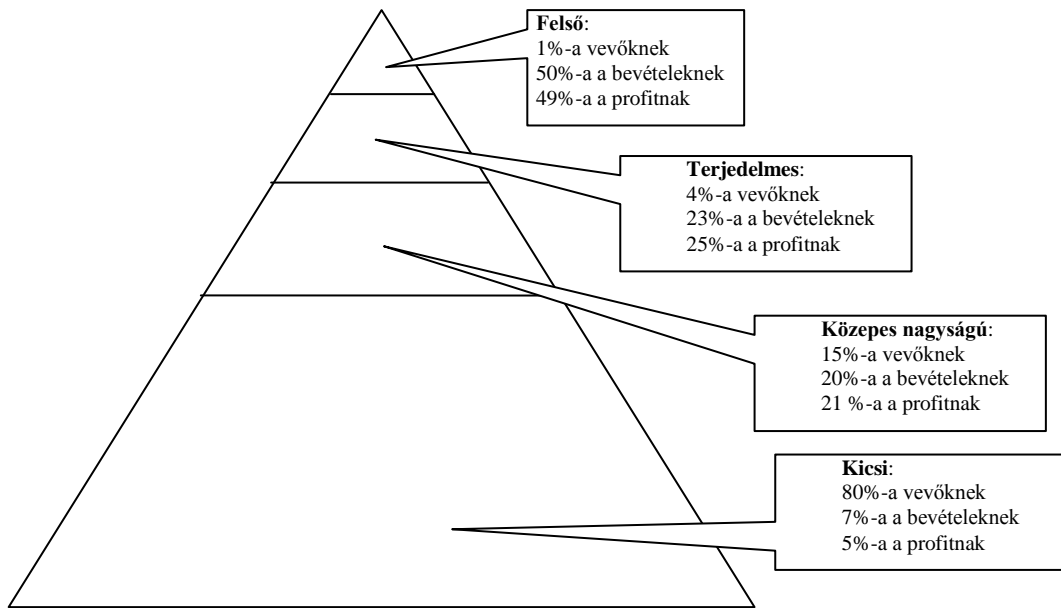 Felső:
1%-a vevőknek
50%-a a bevételeknek
49%-a a profitnak
Terjedelmes:
4%-a vevőknek
23%-a a bevételeknek
25%-a a profitnak
Közepes nagyságú:
15%-a vevőknek
20%-a a bevételeknek
21 %-a a profitnak
Kicsi:
80%-a vevőknek
7%-a a bevételeknek
5%-a a profitnak